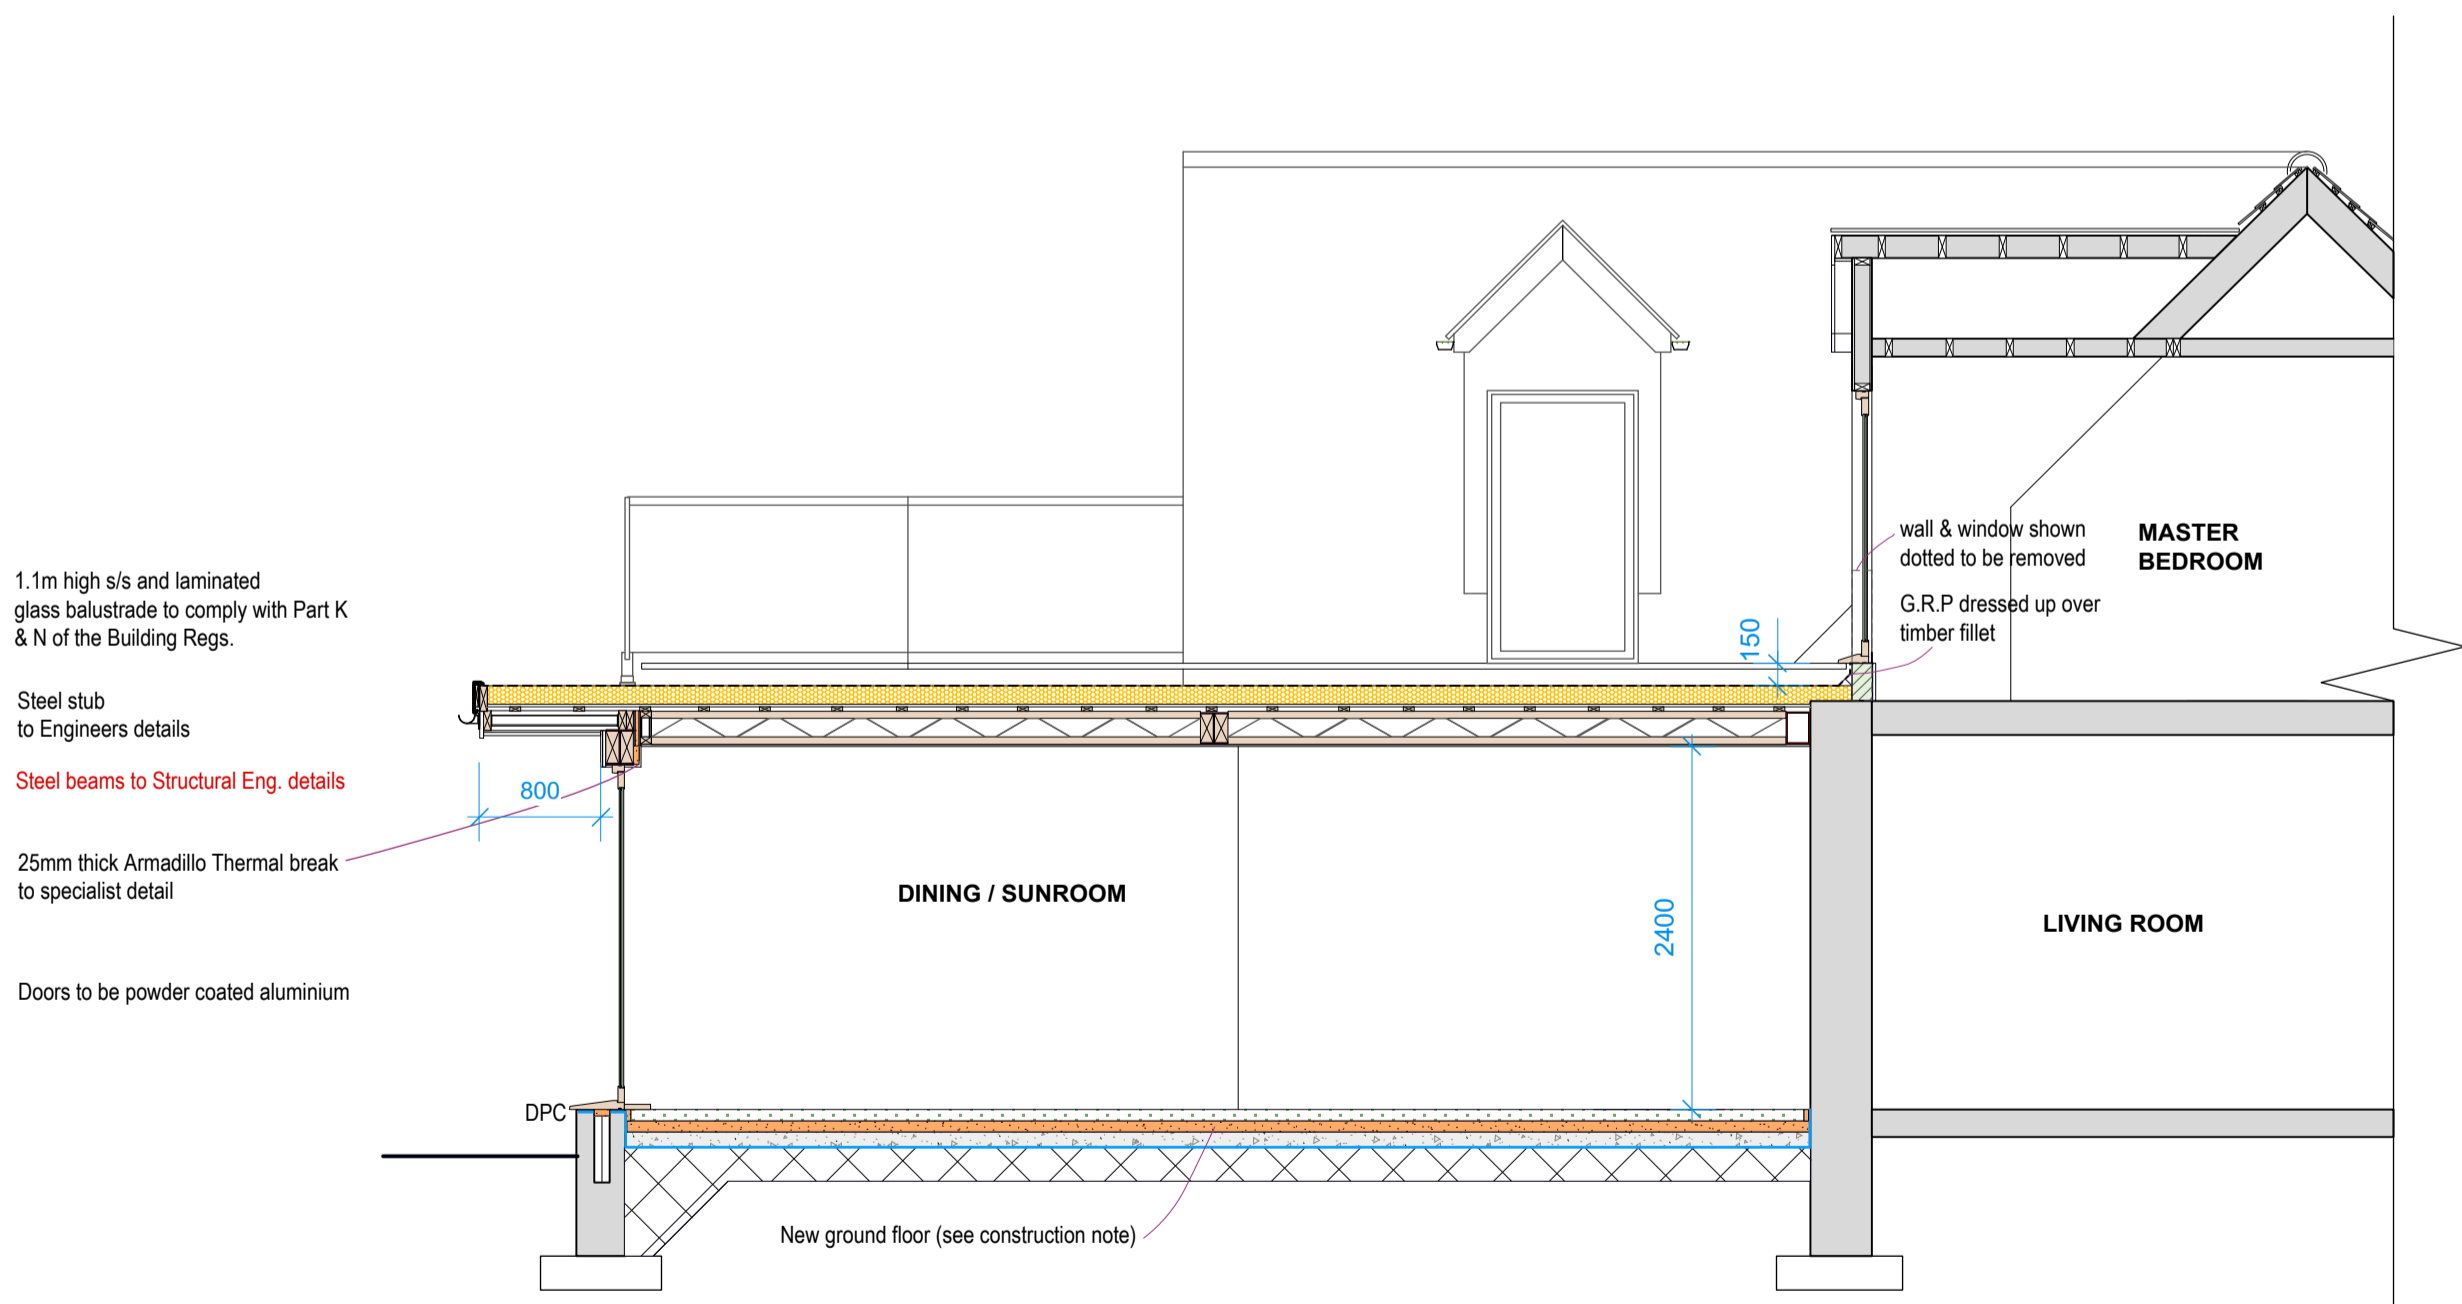 1.1m high s/s and laminated
glass balustrade to comply with Part K
& N of the Building Regs.
Steel stub
to Engineers details
Steel beams to Structural Eng. details
800
25mm thick Armadillo Thermal break
to specialist detail
Doors to be powder coated aluminium
DPC
DINING / SUNROOM
2400
150
wall & window shown
dotted to be removed
G.R.P dressed up over
timber fillet
MASTER
BEDROOM
LIVING ROOM
New ground floor (see construction note)